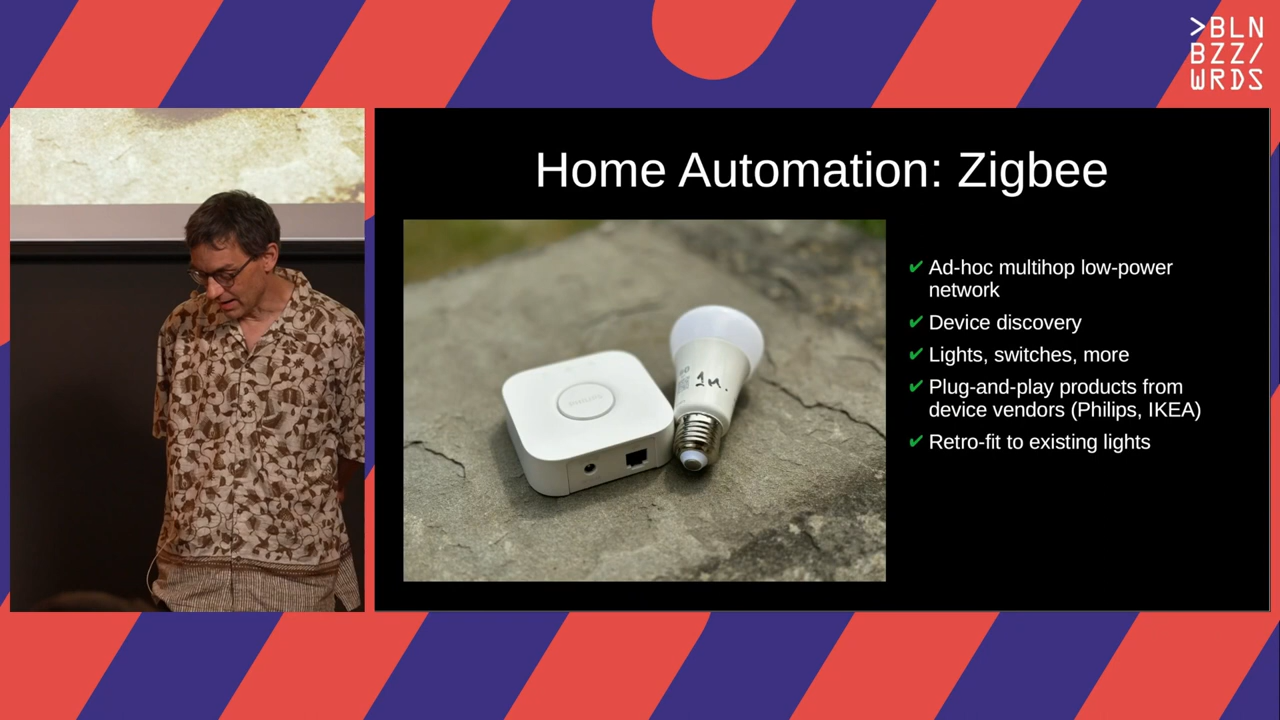 >BLN
BZZ/
WRDS
Home Automation: Zigbee
✔ Ad-hoc multihop low-power
network
✔ Device discovery
✔ Lights, switches, more
✔ Plug-and-play products from
device vendors (Philips, IKEA)
✔ Retro-fit to existing lights
PHILIPS